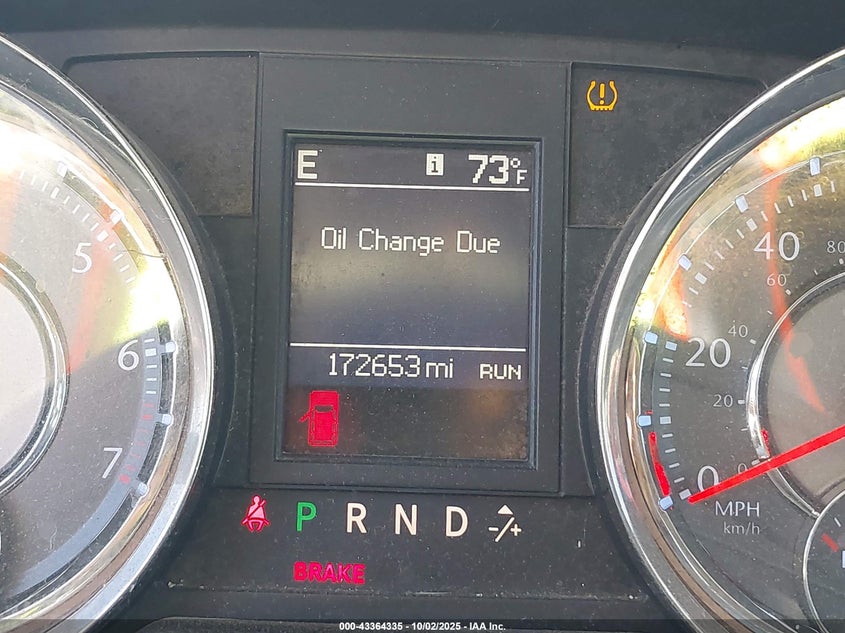 E i 73°F
Oil Change Due
172653 mi RUN
5
6
7
40
20
0
80
60
40
20
0
MPH
km/h
P R N D -/+
BRAKE
000-43364335 - 10/02/2025 - IAA Inc.